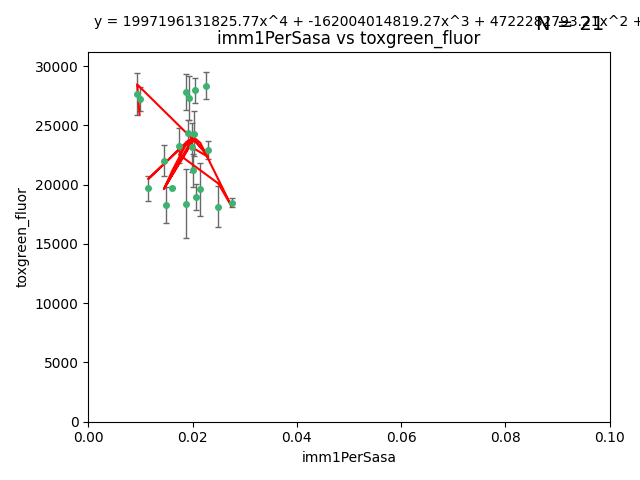 y = 1997196131825.77x^4 + -162004014819.27x^3 + 4722282793.21x^2 +
N = 21
imm1PerSasa vs toxgreen_fluor
30000
25000
20000
15000
10000
5000
0
toxgreen_fluor
0.00 0.02 0.04 0.06 0.08 0.10
imm1PerSasa